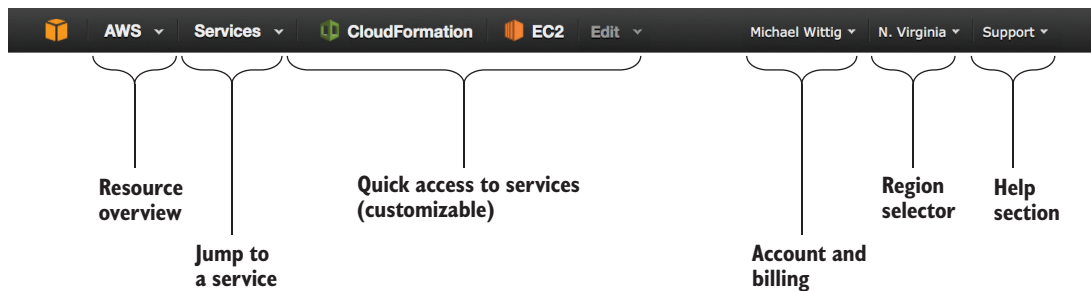 AWS Services CloudFormation EC2 Edit Michael Wittig N. Virginia Support
Resource
overview
Jump to
a service
Quick access to services
(customizable)
Account and
billing
Region
selector
Help
section